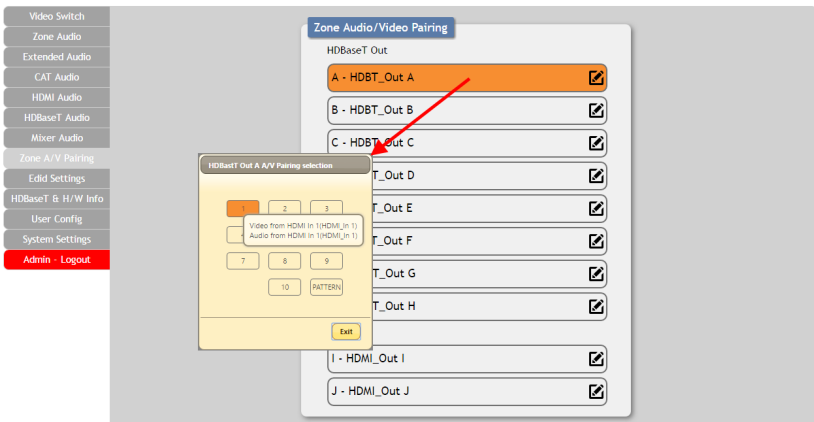 Video Switch
Zone Audio
Extended Audio
CAT Audio
HDMI Audio
HDBaseT Audio
Mixer Audio
Zone A/V Pairing
Edid Settings
HDBaseT & H/W Info
User Config
System Settings
Admin - Logout
Zone Audio/Video Pairing
HDBaseT Out
A - HDBT_Out A
B - HDBT_Out B
C - HDBT_Out C
T_Out D
T_Out E
T_Out F
T_Out G
T_Out H
I - HDMI_Out I
J - HDMI_Out J
HDBastT Out A A/V Pairing selection
1 2 3
Video from HDMI In 1(HDMI_In 1)
Audio from HDMI In 1(HDMI_In 1)
7 8 9
10 PATTERN
Exit